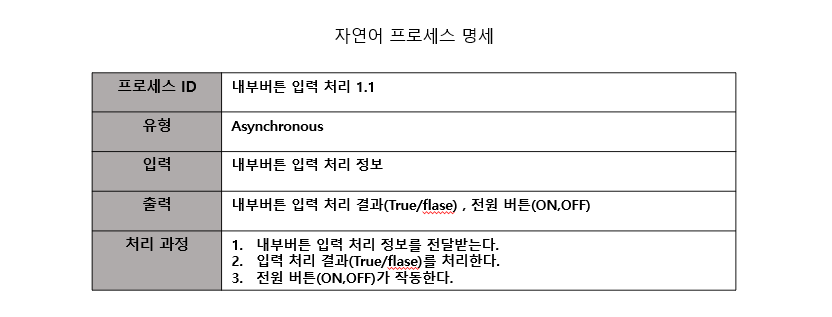 자연어 프로세스 명세
프로세스 ID
내부버튼 입력 처리 1.1
유형
Asynchronous
입력
내부버튼 입력 처리 정보
출력
내부버튼 입력 처리 결과(True/flase) , 전원 버튼(ON,OFF)
처리 과정
1. 내부버튼 입력 처리 정보를 전달받는다.
2. 입력 처리 결과(True/flase)를 처리한다.
3. 전원 버튼(ON,OFF)가 작동한다.